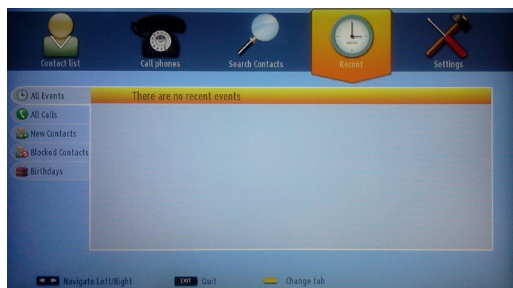 Contact list
Call phones
Search Contacts
Recent
Settings
All Events
There are no recent events
All Calls
New Contacts
Blocked Contacts
Birthdays
Navigate Left/Right
EXIT Quit
Change tab